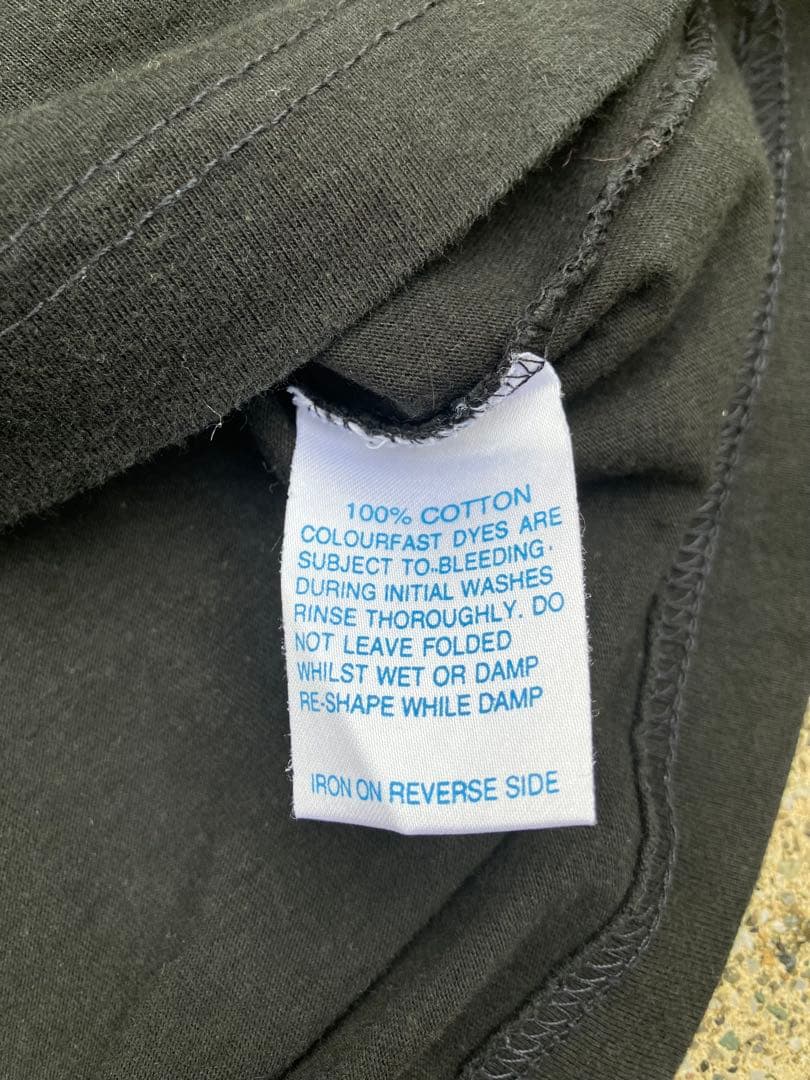 100% COTTON
COLOURFAST DYES ARE
SUBJECT TO..BLEEDING.
DURING INITIAL WASHES
RINSE THOROUGHLY. DO
NOT LEAVE FOLDED
WHILST WET OR DAMP
RE-SHAPE WHILE DAMP
IRON ON REVERSE SIDE